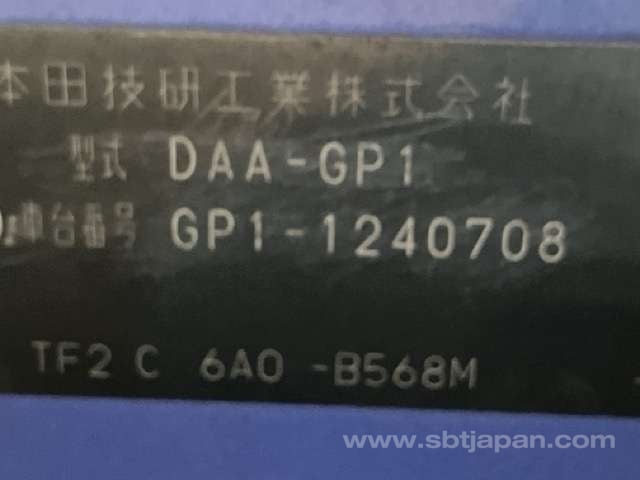 本田技研工業株式会社
型式 DAA-GP1
車台番号 GP1-1240708
TF2 C 6A0 -B568M
www.sbtjapan.com